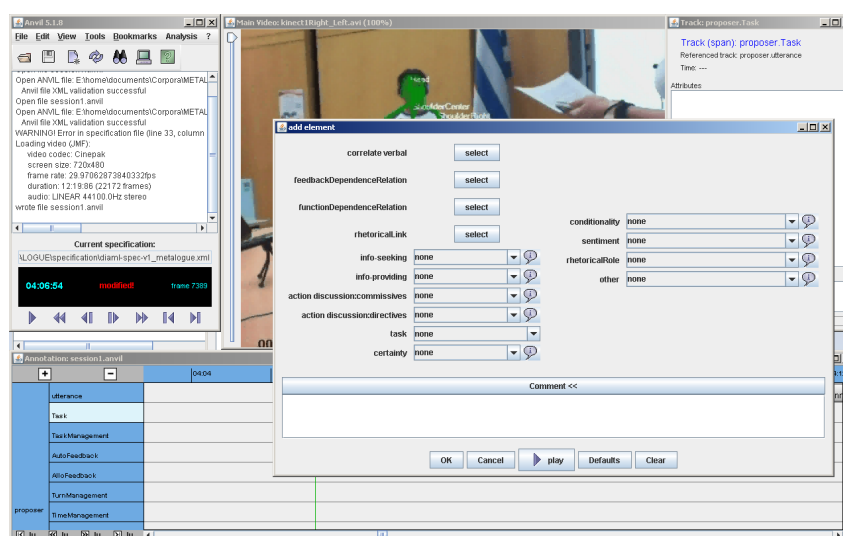 Anvil 5.1.8
File Edit View Tools Bookmarks Analysis ?
Open ANVIL file: E:\home\documents\Corpora\METAL
Anvil file XML validation successful
Open file session1.anvil
Open ANVIL file: E:\home\documents\Corpora\METAL
Anvil file XML validation successful
WARNING! Error in specification file (line 33, column
Loading video (JMF):
video codec: Cinepak
screen size: 720x480
frame rate: 29.97062873840332fps
duration: 12:19:86 (22172 frames)
audio: LINEAR 44100.0Hz stereo
wrote file session1.anvil
Current specification:
\LOGUE\specification\diaml-spec-v1_metalogue.xml
04:06:54 modified! frame 7389
Main Video: kinect1Right_Left.avi (100%)
Head
ShoulderCenter
ShoulderRight
00
Track: proposer.Task
Track (span): proposer.Task
Referenced track: proposer.utterance
Time: ---
Attributes
add element
correlate verbal select
feedbackDependenceRelation select
functionDependenceRelation select
rhetoricalLink select
info-seeking none
info-providing none
action discussion:commissives none
action discussion:directives none
task none
certainty none
conditionality none
sentiment none
rhetoricalRole none
other none
Comment <<
OK Cancel play Defaults Clear
Annotation: session1.anvil
+ - 04:04
utterance
Task
TaskManagement
AutoFeedback
AlloFeedback
TurnManagement
proposer TimeManagement